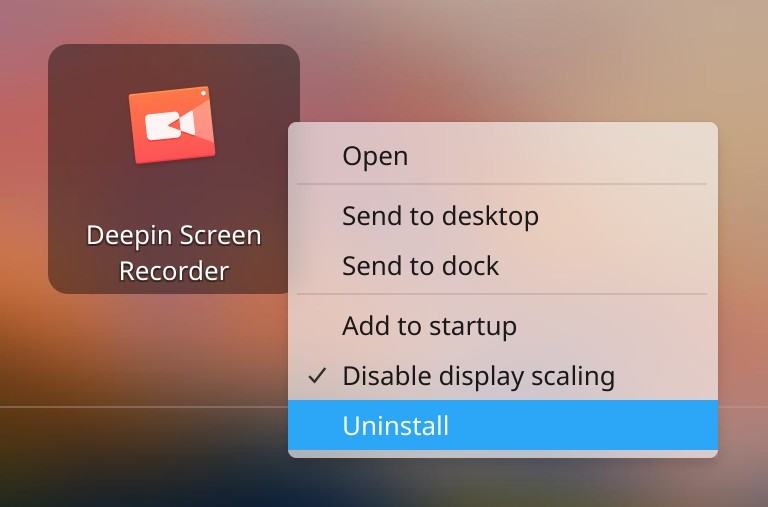 Deepin Screen
Recorder
Open
Send to desktop
Send to dock
Add to startup
Disable display scaling
Uninstall